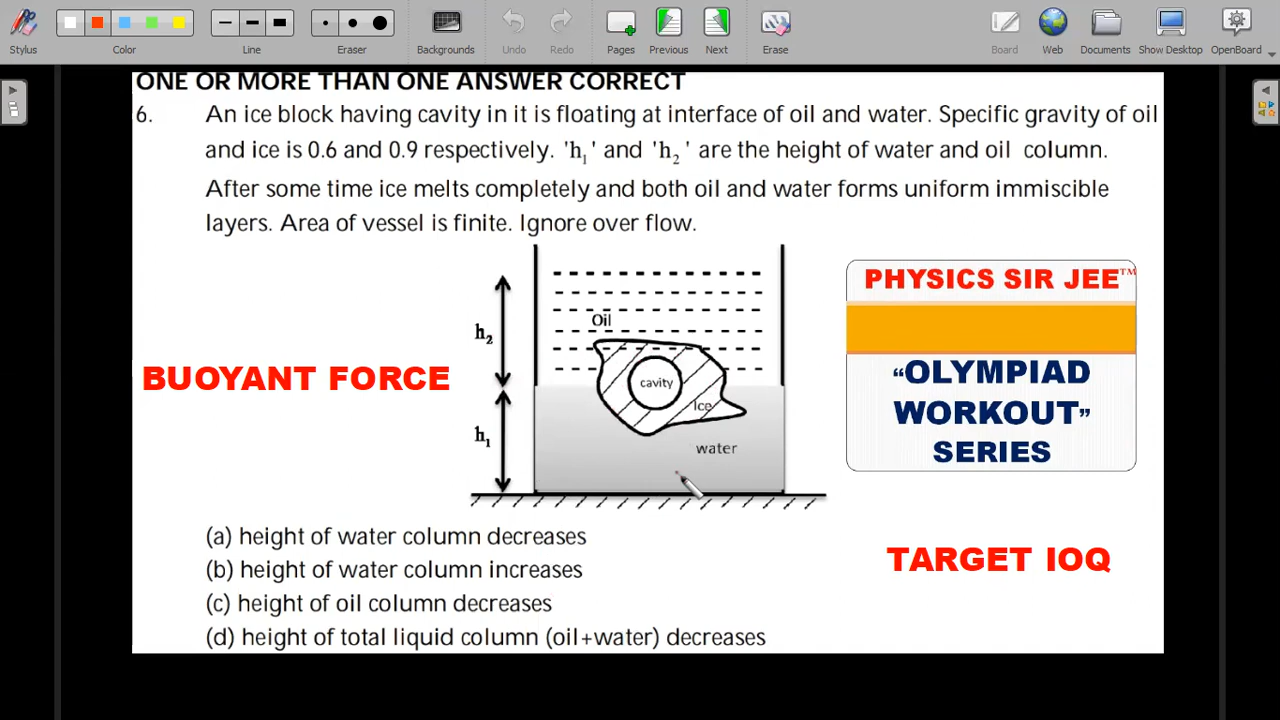 Stylus
Color
Line
Eraser
Backgrounds
Undo
Redo
Pages
Previous
Next
Erase
Board
Web
Documents
Show Desktop
OpenBoard
ONE OR MORE THAN ONE ANSWER CORRECT
6. An ice block having cavity in it is floating at interface of oil and water. Specific gravity of oil
and ice is 0.6 and 0.9 respectively. 'h₁' and 'h₂' are the height of water and oil column.
After some time ice melts completely and both oil and water forms uniform immiscible
layers. Area of vessel is finite. Ignore over flow.
PHYSICS SIR JEE™
Oil
h₂
BUOYANT FORCE
cavity
Ice
h₁
water
“OLYMPIAD
WORKOUT”
SERIES
(a) height of water column decreases
(b) height of water column increases
(c) height of oil column decreases
(d) height of total liquid column (oil+water) decreases
TARGET IOQ